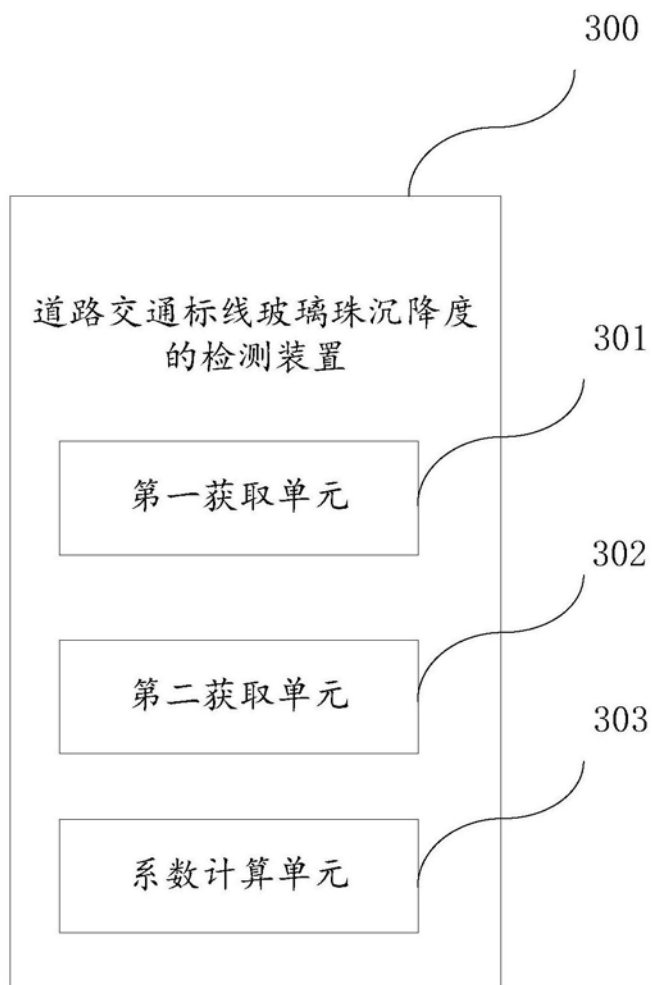 300
道路交通标线玻璃珠沉降度
的检测装置
301
第一获取单元
302
第二获取单元
303
系数计算单元